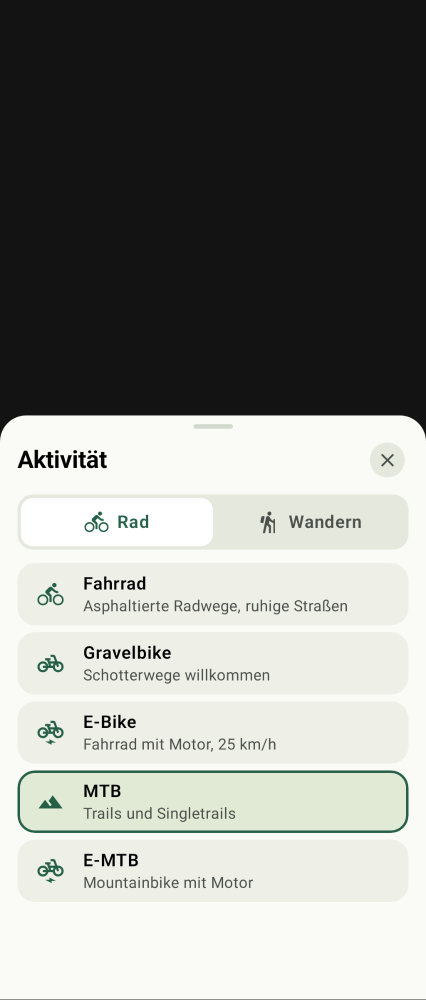 Aktivität
Rad
Wandern
Fahrrad
Asphaltierte Radwege, ruhige Straßen
Gravelbike
Schotterwege willkommen
E-Bike
Fahrrad mit Motor, 25 km/h
MTB
Trails und Singletrails
E-MTB
Mountainbike mit Motor